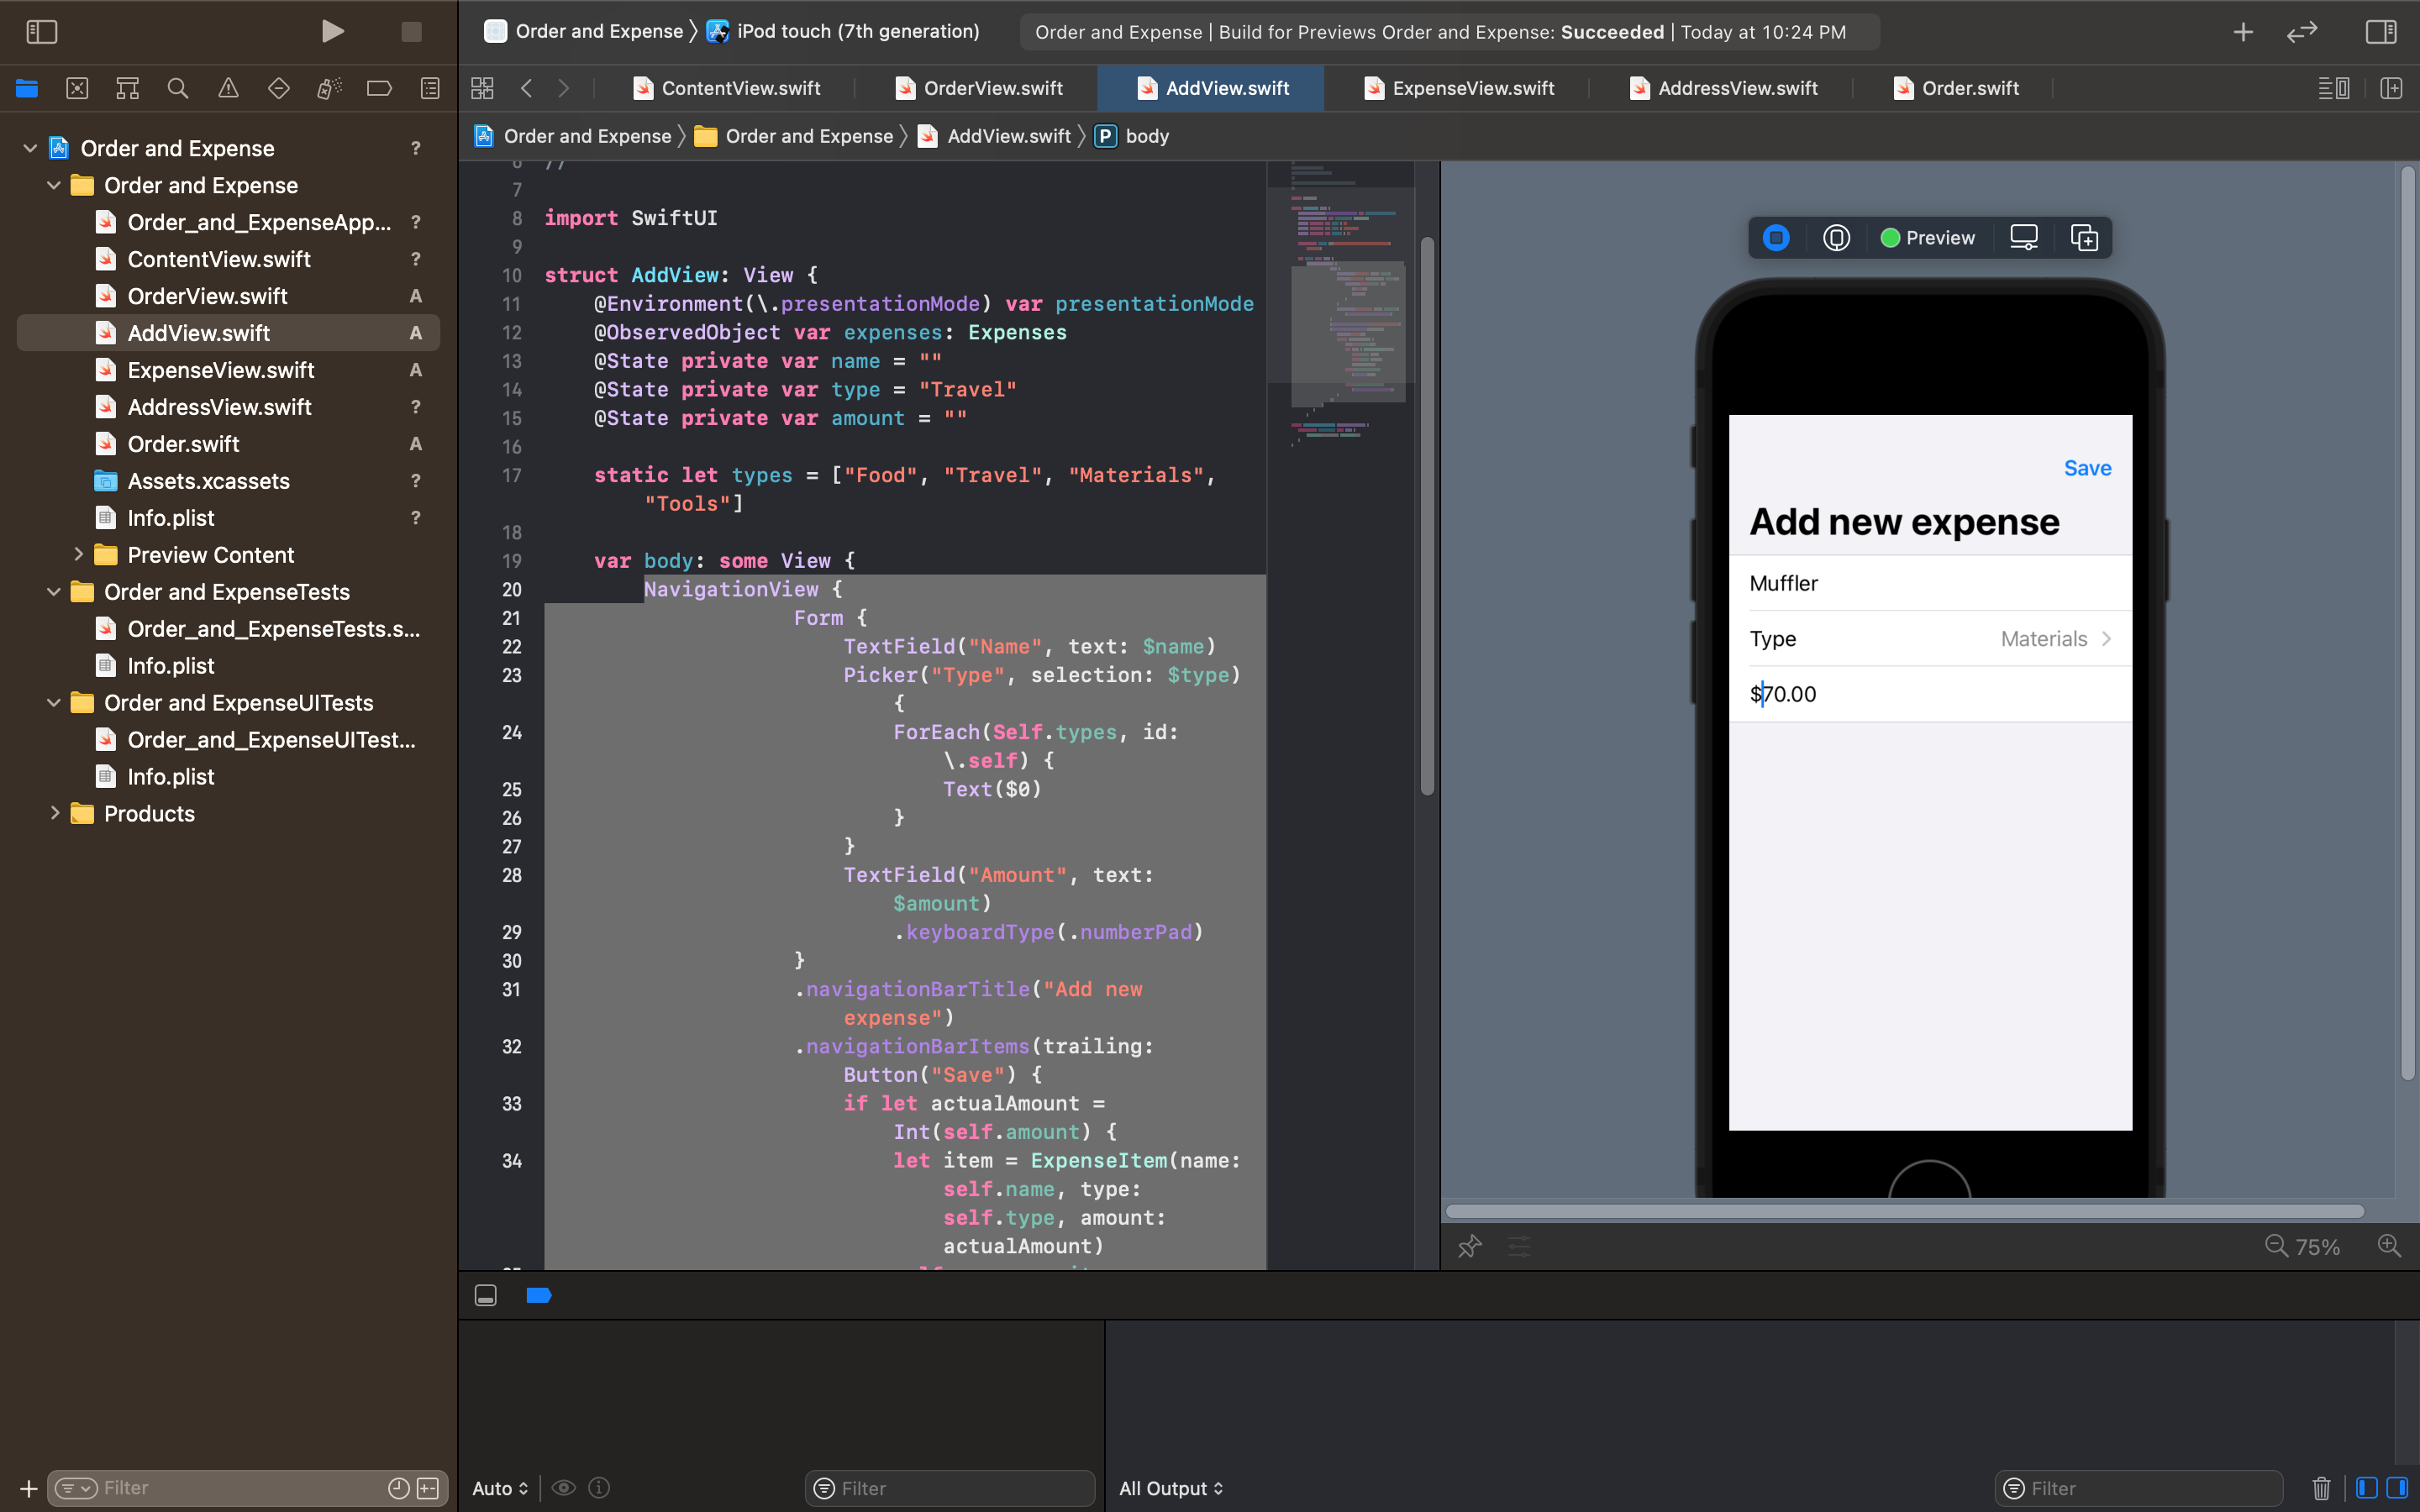 Order and Expense 〉 iPod touch (7th generation)
Order and Expense | Build for Previews Order and Expense: Succeeded | Today at 10:24 PM
ContentView.swift
OrderView.swift
AddView.swift
ExpenseView.swift
AddressView.swift
Order.swift
Order and Expense 〉 Order and Expense 〉 AddView.swift 〉 P body
Order and Expense ?
Order and Expense
Order_and_ExpenseApp... ?
ContentView.swift ?
OrderView.swift A
AddView.swift A
ExpenseView.swift A
AddressView.swift ?
Order.swift A
Assets.xcassets ?
Info.plist ?
Preview Content
Order and ExpenseTests
Order_and_ExpenseTests.s...
Info.plist
Order and ExpenseUITests
Order_and_ExpenseUITest...
Info.plist
Products
Filter
6 //
7
8 import SwiftUI
9
10 struct AddView: View {
11 @Environment(\.presentationMode) var presentationMode
12 @ObservedObject var expenses: Expenses
13 @State private var name = ""
14 @State private var type = "Travel"
15 @State private var amount = ""
16
17 static let types = ["Food", "Travel", "Materials",
"Tools"]
18
19 var body: some View {
20 NavigationView {
21 Form {
22 TextField("Name", text: $name)
23 Picker("Type", selection: $type)
{
24 ForEach(Self.types, id:
\.self) {
25 Text($0)
26 }
27 }
28 TextField("Amount", text:
$amount)
29 .keyboardType(.numberPad)
30 }
31 .navigationBarTitle("Add new
expense")
32 .navigationBarItems(trailing:
Button("Save") {
33 if let actualAmount =
Int(self.amount) {
34 let item = ExpenseItem(name:
self.name, type:
self.type, amount:
actualAmount)
Preview
Save
Add new expense
Muffler
Type Materials
$70.00
75%
Auto
Filter
All Output
Filter